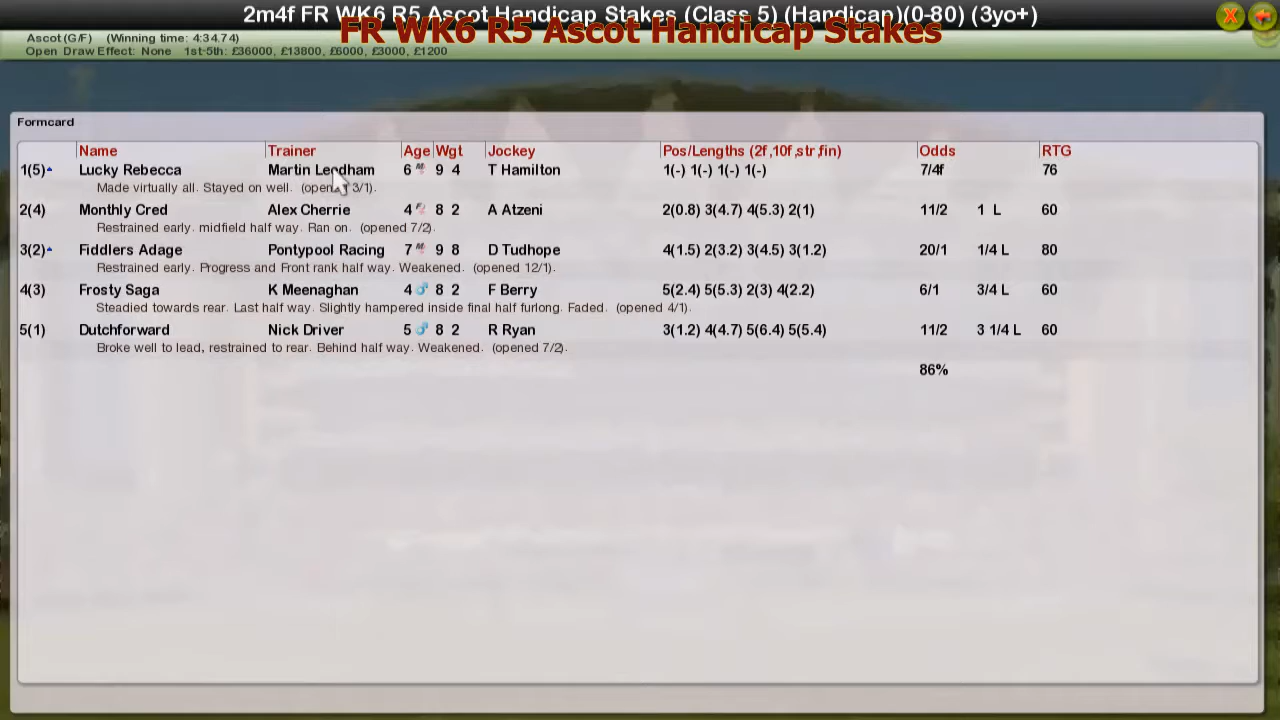 2m4f FR WK6 R5 Ascot Handicap Stakes (Class 5) (Handicap)(0-80) (3yo+)
FR WK6 R5 Ascot Handicap Stakes
Ascot(G/F) (Winning time: 4:34.74)
Open Draw Effect: None 1st-5th: £36000, £13800, £6000, £3000, £1200
Formcard
Name Trainer Age Wgt Jockey Pos/Lengths (2f,10f,str,fin) Odds RTG
1(5) Lucky Rebecca Martin Leedham 6 9 4 T Hamilton 1(-) 1(-) 1(-) 1(-) 7/4f 76
Made virtually all. Stayed on well. (opened 3/1).
2(4) Monthly Cred Alex Cherrie 4 8 2 A Atzeni 2(0.8) 3(4.7) 4(5.3) 2(1) 11/2 1 L 60
Restrained early. midfield half way. Ran on. (opened 7/2).
3(2) Fiddlers Adage Pontypool Racing 7 9 8 D Tudhope 4(1.5) 2(3.2) 3(4.5) 3(1.2) 20/1 1/4 L 80
Restrained early. Progress and Front rank half way. Weakened. (opened 12/1).
4(3) Frosty Saga K Meenaghan 4 8 2 F Berry 5(2.4) 5(5.3) 2(3) 4(2.2) 6/1 3/4 L 60
Steadied towards rear. Last half way. Slightly hampered inside final half furlong. Faded. (opened 4/1).
5(1) Dutchforward Nick Driver 5 8 2 R Ryan 3(1.2) 4(4.7) 5(6.4) 5(5.4) 11/2 3 1/4 L 60
Broke well to lead, restrained to rear. Behind half way. Weakened. (opened 7/2).
86%